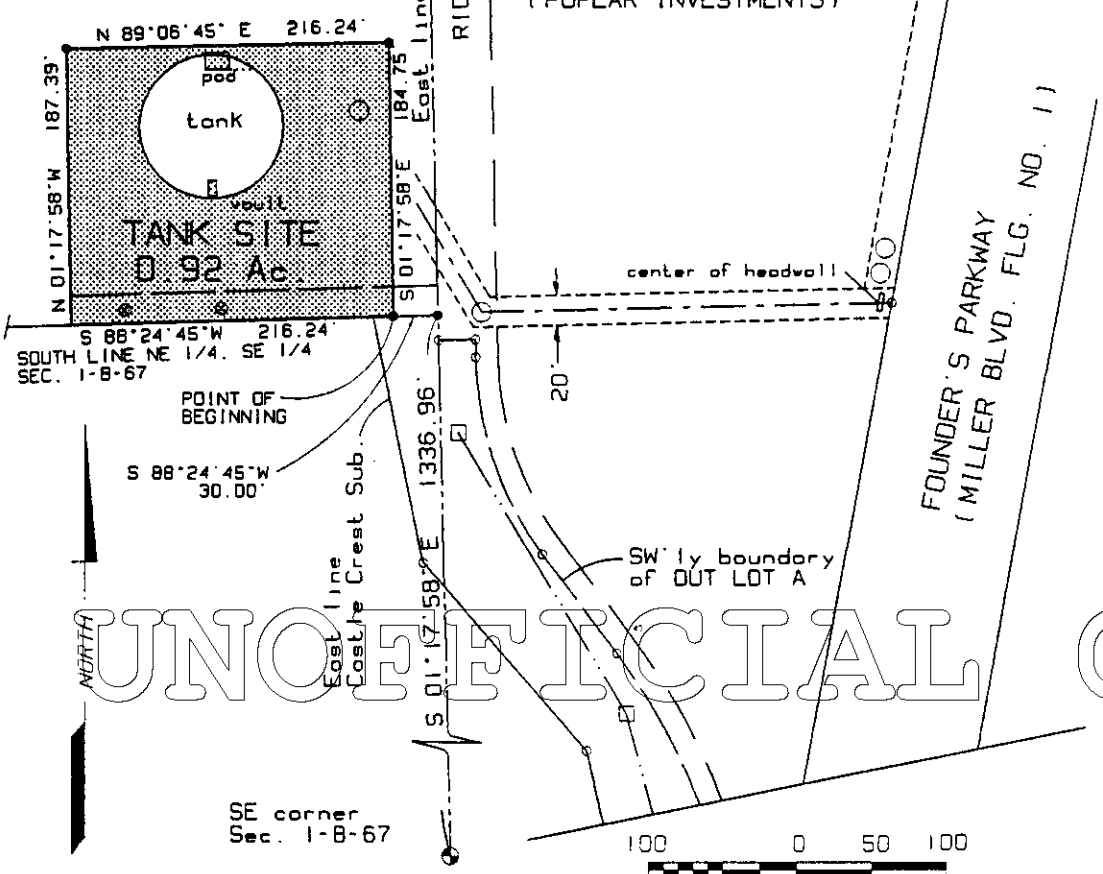 (POPLAR INVESTMENTS)
N 89°06'45" E 216.24'
East line
187.39'
184.75
pad
tank
vault
N 01°17'58"W
S 01°17'58"E
TANK SITE
0.92 Ac.
center of headwall
S 88°24'45"W 216.24'
SOUTH LINE NE 1/4, SE 1/4
SEC. 1-8-67
20'
FOUNDER'S PARKWAY
(MILLER BLVD. FLG. NO. 1)
POINT OF
BEGINNING
S 88°24'45"W
30.00'
1336.96'
S 01°17'58" E
East line
Castle Crest Sub.
SW'ly boundary
of OUT LOT A
NORTH
UNOFFICIAL
SE corner
Sec. 1-8-67
100 0 50 100